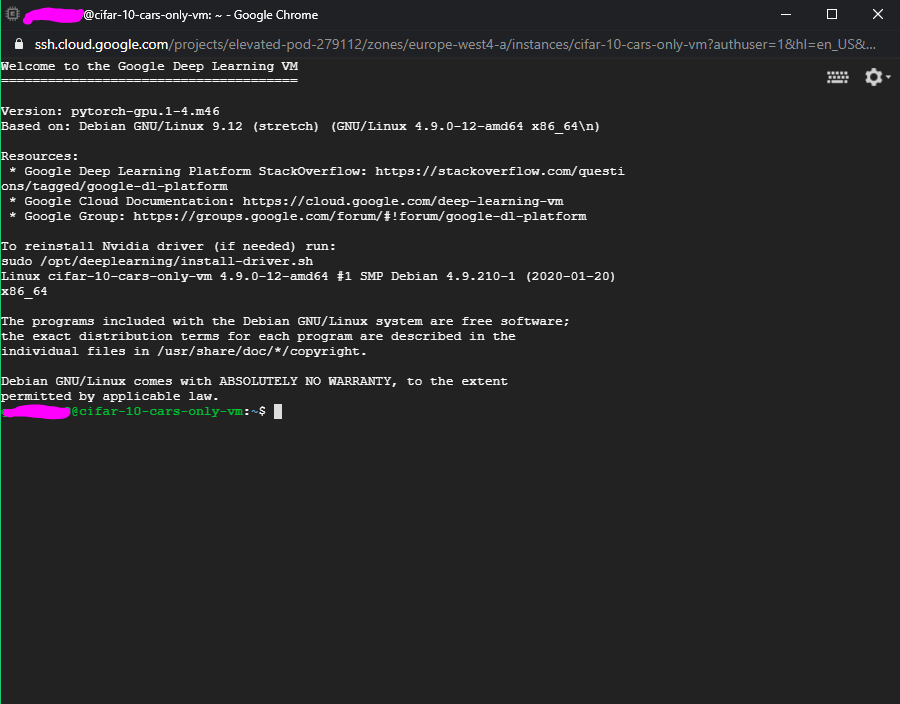 @cifar-10-cars-only-vm: ~ - Google Chrome
ssh.cloud.google.com/projects/elevated-pod-279112/zones/europe-west4-a/instances/cifar-10-cars-only-vm?authuser=1&hl=en_US&...
Welcome to the Google Deep Learning VM
======================================
Version: pytorch-gpu.1-4.m46
Based on: Debian GNU/Linux 9.12 (stretch) (GNU/Linux 4.9.0-12-amd64 x86_64\n)
Resources:
 * Google Deep Learning Platform StackOverflow: https://stackoverflow.com/questi
ons/tagged/google-dl-platform
 * Google Cloud Documentation: https://cloud.google.com/deep-learning-vm
 * Google Group: https://groups.google.com/forum/#!forum/google-dl-platform
To reinstall Nvidia driver (if needed) run:
sudo /opt/deeplearning/install-driver.sh
Linux cifar-10-cars-only-vm 4.9.0-12-amd64 #1 SMP Debian 4.9.210-1 (2020-01-20)
x86_64
The programs included with the Debian GNU/Linux system are free software;
the exact distribution terms for each program are described in the
individual files in /usr/share/doc/*/copyright.
Debian GNU/Linux comes with ABSOLUTELY NO WARRANTY, to the extent
permitted by applicable law.
@cifar-10-cars-only-vm:~$